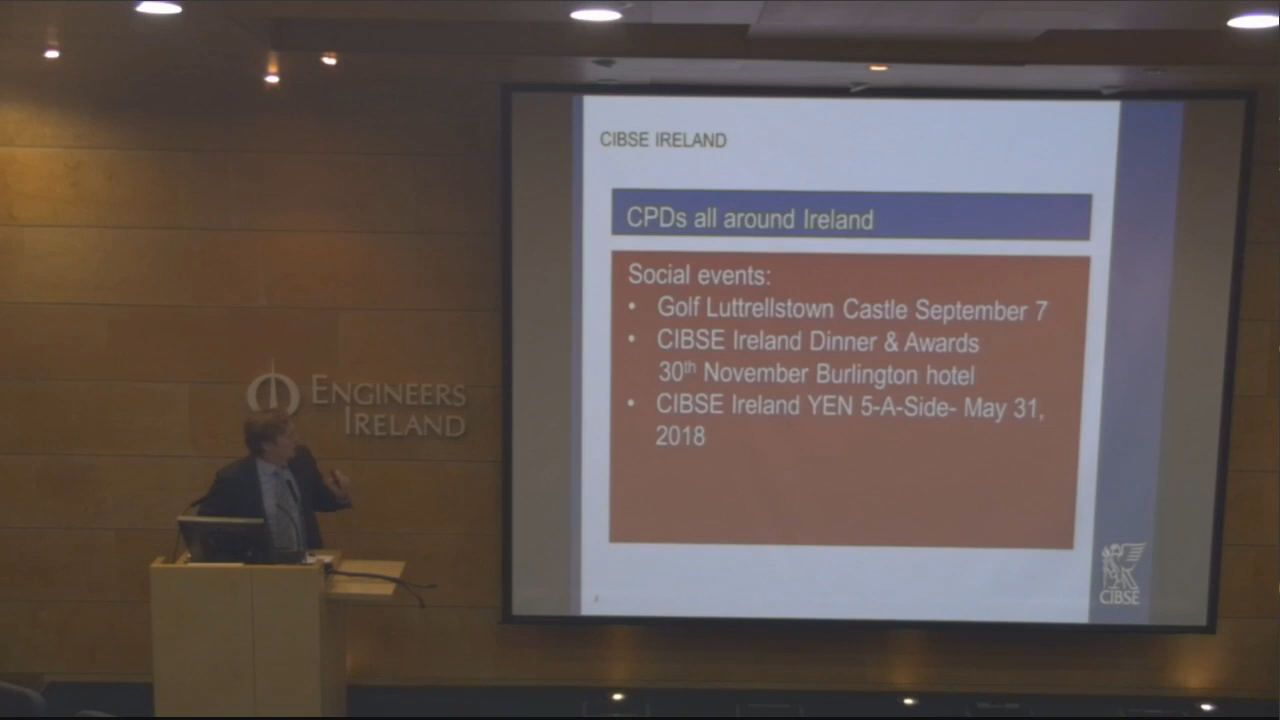 CIBSE IRELAND
CPDs all around Ireland
Social events:
• Golf Luttrellstown Castle September 7
• CIBSE Ireland Dinner & Awards
30th November Burlington hotel
• CIBSE Ireland YEN 5-A-Side- May 31,
2018
CIBSE
ENGINEERS
IRELAND